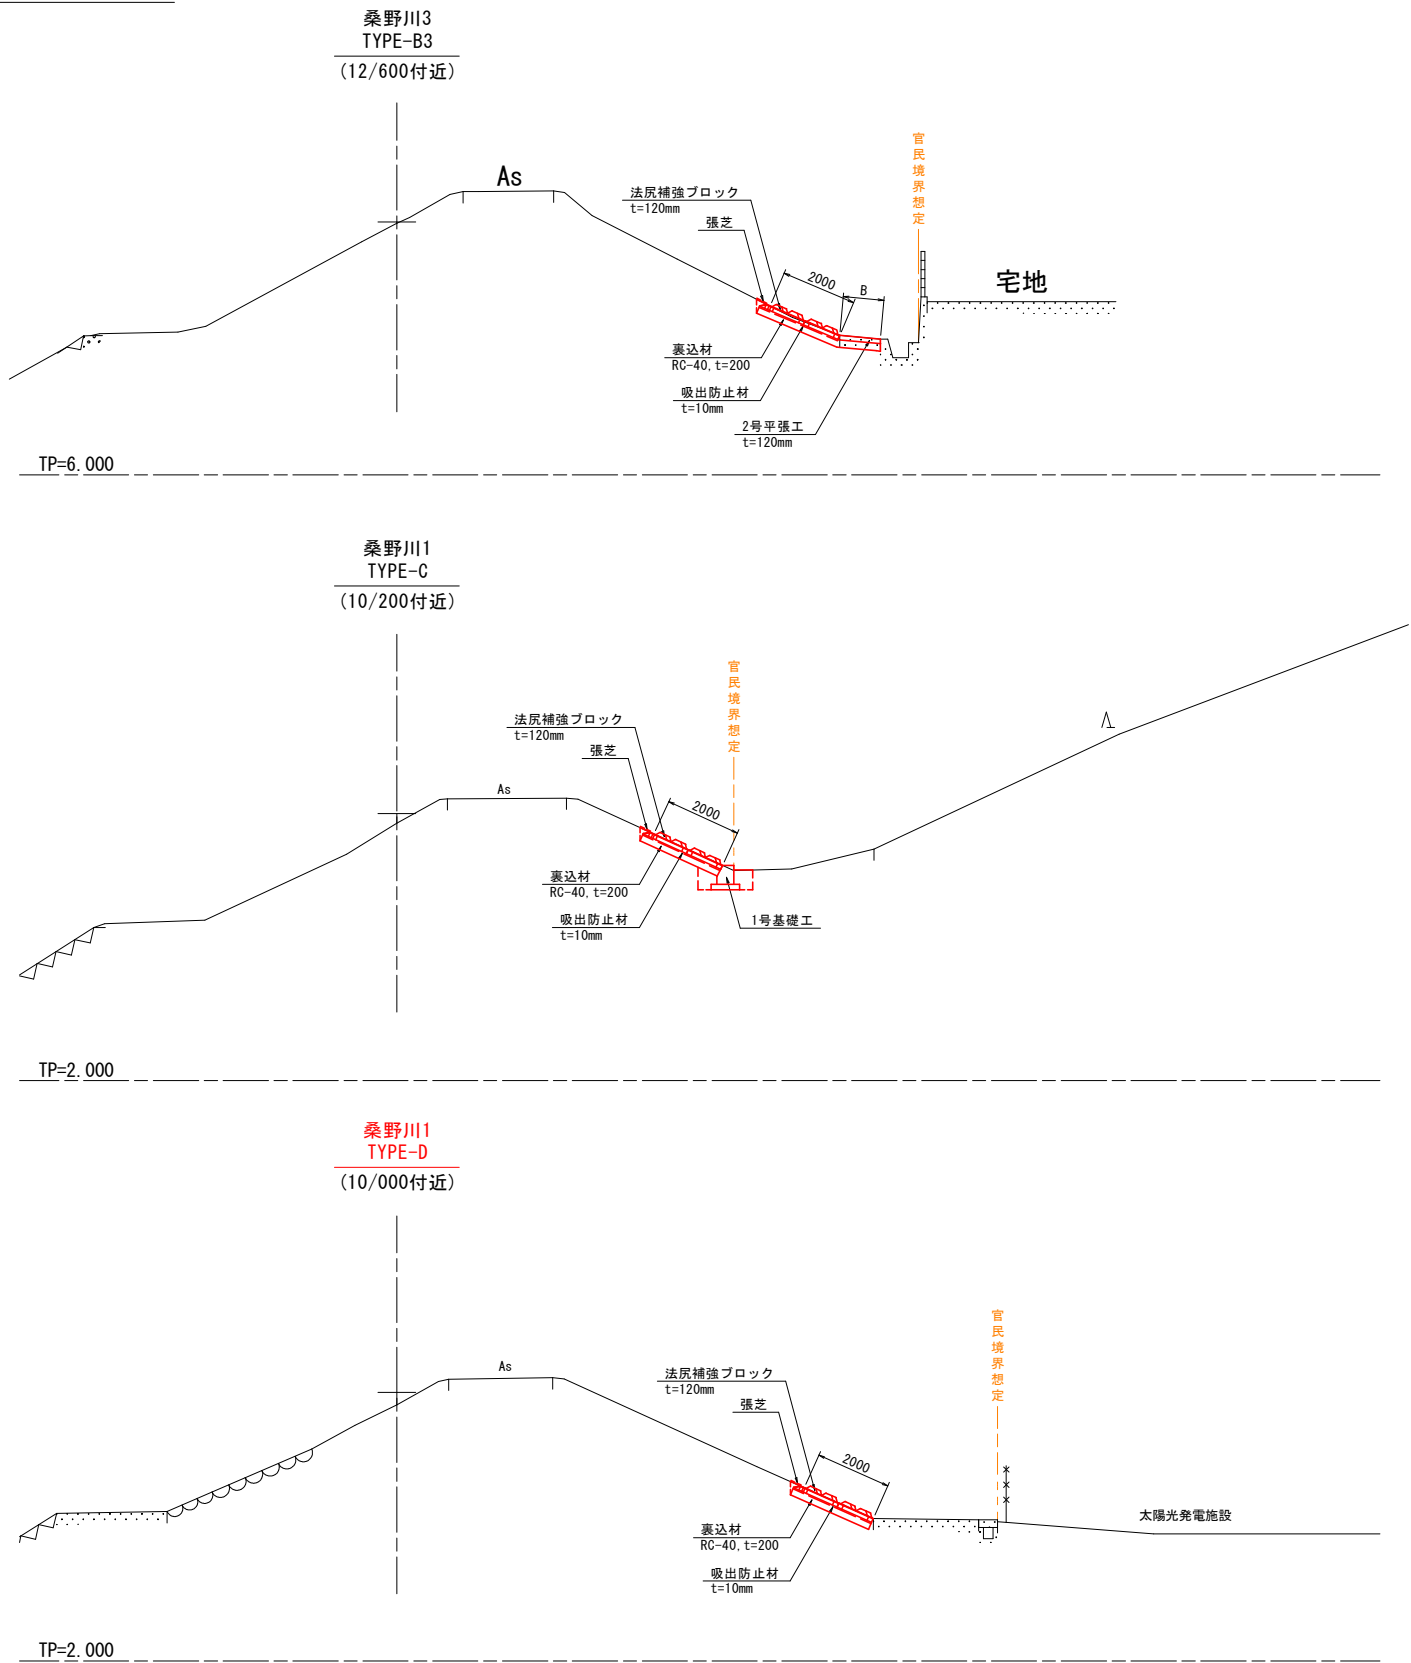 桑野川3
TYPE-B3
(12/600付近)
官民境界想定
As
法尻補強ブロック
t=120mm
張芝
2000
B
宅地
裏込材
RC-40,t=200
吸出防止材
t=10mm
2号平張工
t=120mm
TP=6.000
桑野川1
TYPE-C
(10/200付近)
官民境界想定
法尻補強ブロック
t=120mm
張芝
As
2000
裏込材
RC-40,t=200
吸出防止材
t=10mm
1号基礎工
TP=2.000
桑野川1
TYPE-D
(10/000付近)
官民境界想定
As
法尻補強ブロック
t=120mm
張芝
2000
太陽光発電施設
裏込材
RC-40,t=200
吸出防止材
t=10mm
TP=2.000